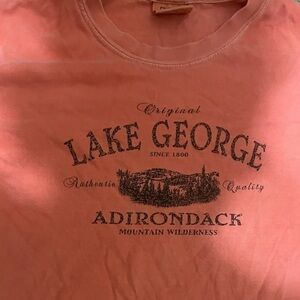 Original
LAKE GEORGE
SINCE 1800
Authentic Quality
ADIRONDACK
MOUNTAIN WILDERNESS